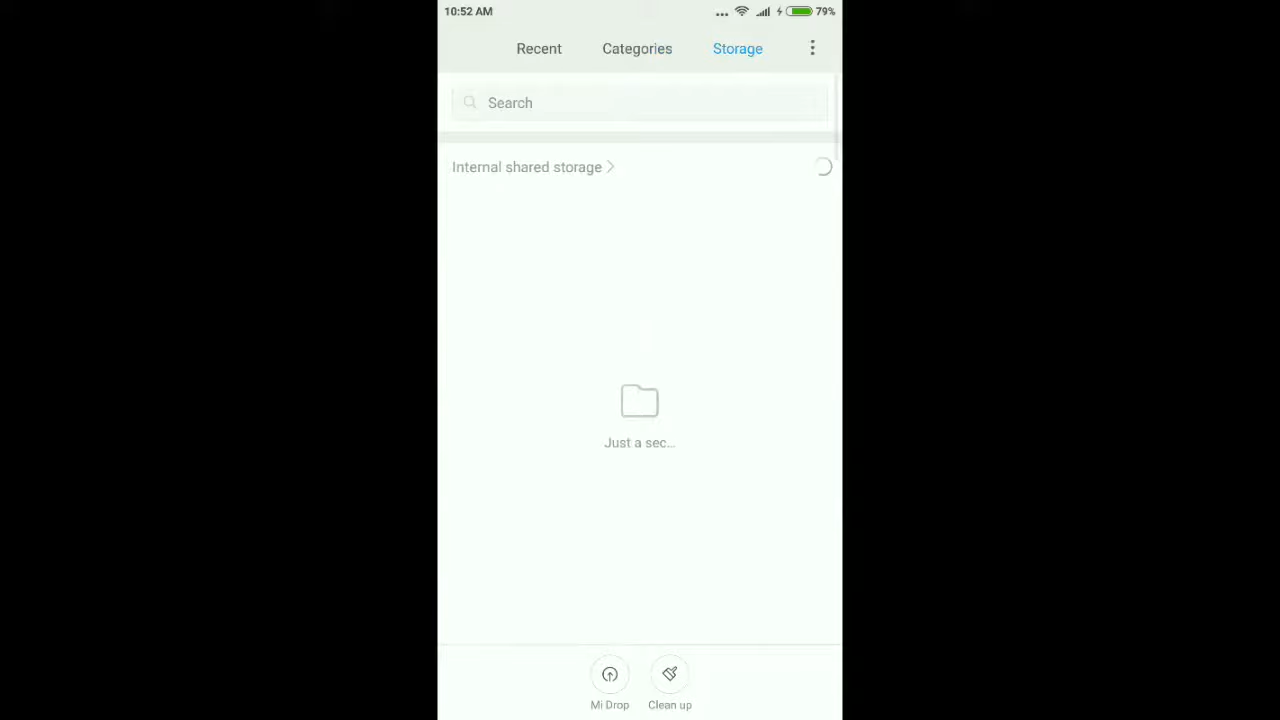 10:52 AM
... 79%
Recent Categories Storage
Search
Internal shared storage
Just a sec...
Mi Drop Clean up